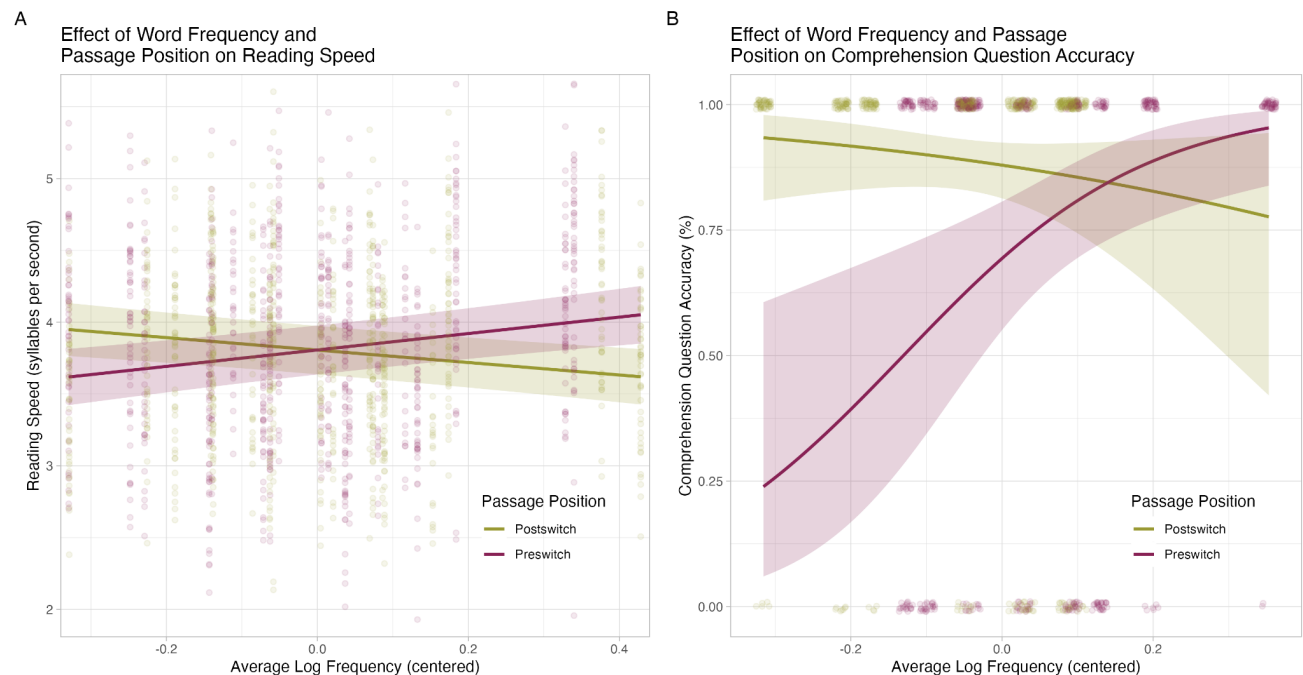 A
Effect of Word Frequency and
Passage Position on Reading Speed
Reading Speed (syllables per second)
5
4
3
2
Passage Position
Postswitch
Preswitch
-0.2
0.0
0.2
0.4
Average Log Frequency (centered)
B
Effect of Word Frequency and Passage
Position on Comprehension Question Accuracy
Comprehension Question Accuracy (%)
1.00
0.75
0.50
0.25
0.00
Passage Position
Postswitch
Preswitch
-0.2
0.0
0.2
Average Log Frequency (centered)